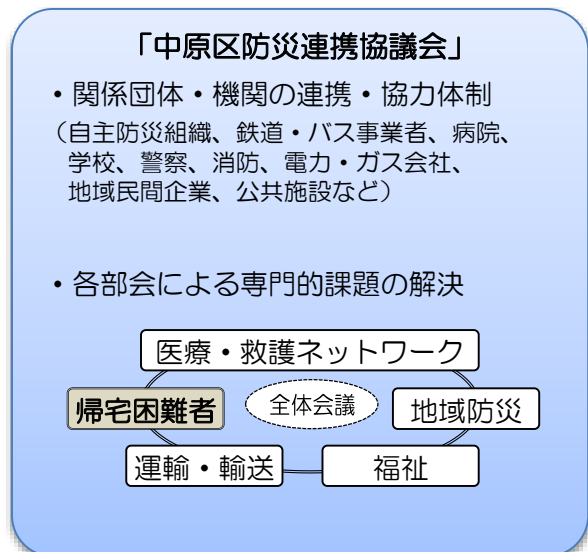 「中原区防災連携協議会」
・関係団体・機関の連携・協力体制
（自主防災組織、鉄道・バス事業者、病院、
学校、警察、消防、電力・ガス会社、
地域民間企業、公共施設など）
・各部会による専門的課題の解決
医療・救護ネットワーク
帰宅困難者
全体会議
地域防災
運輸・輸送
福祉